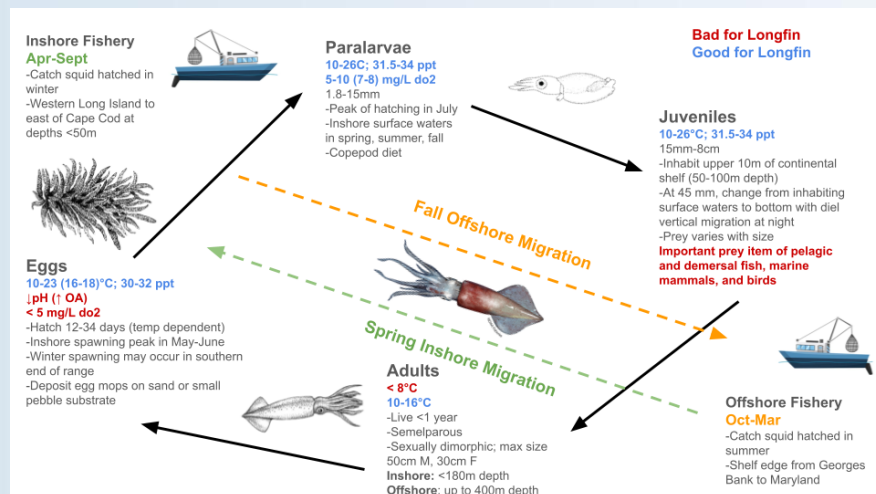 Inshore Fishery
Apr-Sept
-Catch squid hatched in
winter
-Western Long Island to
east of Cape Cod at
depths <50m
Paralarvae
10-26C; 31.5-34 ppt
5-10 (7-8) mg/L do2
1.8-15mm
-Peak of hatching in July
-Inshore surface waters
in spring, summer, fall
-Copepod diet
Bad for Longfin
Good for Longfin
Juveniles
10-26°C; 31.5-34 ppt
15mm-8cm
-Inhabit upper 10m of continental
shelf (50-100m depth)
-At 45 mm, change from inhabiting
surface waters to bottom with diel
vertical migration at night
-Prey varies with size
Important prey item of pelagic
and demersal fish, marine
mammals, and birds
Fall Offshore Migration
Spring Inshore Migration
Eggs
10-23 (16-18)°C; 30-32 ppt
↓pH (↑ OA)
< 5 mg/L do2
-Hatch 12-34 days (temp dependent)
-Inshore spawning peak in May-June
-Winter spawning may occur in southern
end of range
-Deposit egg mops on sand or small
pebble substrate
Adults
< 8°C
10-16°C
-Live <1 year
-Semelparous
-Sexually dimorphic; max size
50cm M, 30cm F
Inshore: <180m depth
Offshore: up to 400m depth
Offshore Fishery
Oct-Mar
-Catch squid hatched in
summer
-Shelf edge from Georges
Bank to Maryland